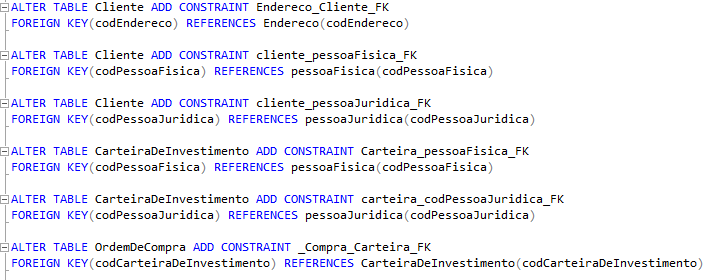 ALTER TABLE Cliente ADD CONSTRAINT Endereco_Cliente_FK
FOREIGN KEY(codEndereco) REFERENCES Endereco(codEndereco)
ALTER TABLE Cliente ADD CONSTRAINT cliente_pessoaFisica_FK
FOREIGN KEY(codPessoaFisica) REFERENCES pessoaFisica(codPessoaFisica)
ALTER TABLE Cliente ADD CONSTRAINT cliente_pessoaJuridica_FK
FOREIGN KEY(codPessoaJuridica) REFERENCES pessoaJuridica(codPessoaJuridica)
ALTER TABLE CarteiraDeInvestimento ADD CONSTRAINT Carteira_pessoaFisica_FK
FOREIGN KEY(codPessoaFisica) REFERENCES pessoaFisica(codPessoaFisica)
ALTER TABLE CarteiraDeInvestimento ADD CONSTRAINT carteira_codPessoaJuridica_FK
FOREIGN KEY(codPessoaJuridica) REFERENCES pessoaJuridica(codPessoaJuridica)
ALTER TABLE OrdemDeCompra ADD CONSTRAINT _Compra_Carteira_FK
FOREIGN KEY(codCarteiraDeInvestimento) REFERENCES CarteiraDeInvestimento(codCarteiraDeInvestimento)